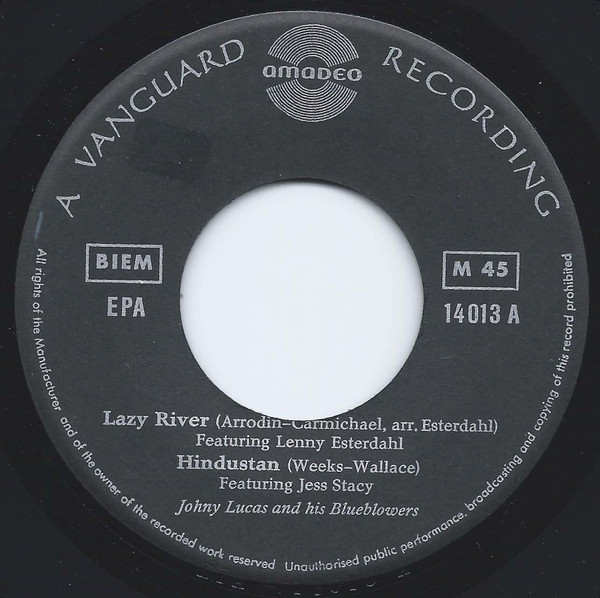 A VANGUARD RECORDING
amadeo
BIEM
EPA
M 45
14013 A
Lazy River (Arrodin-Carmichael, arr. Esterdahl)
Featuring Lenny Esterdahl
Hindustan (Weeks-Wallace)
Featuring Jess Stacy
Johny Lucas and his Blueblowers
All rights of the Manufacturer and of the owner of the recorded work reserved Unauthorised public performance, broadcasting and copying of this record prohibited